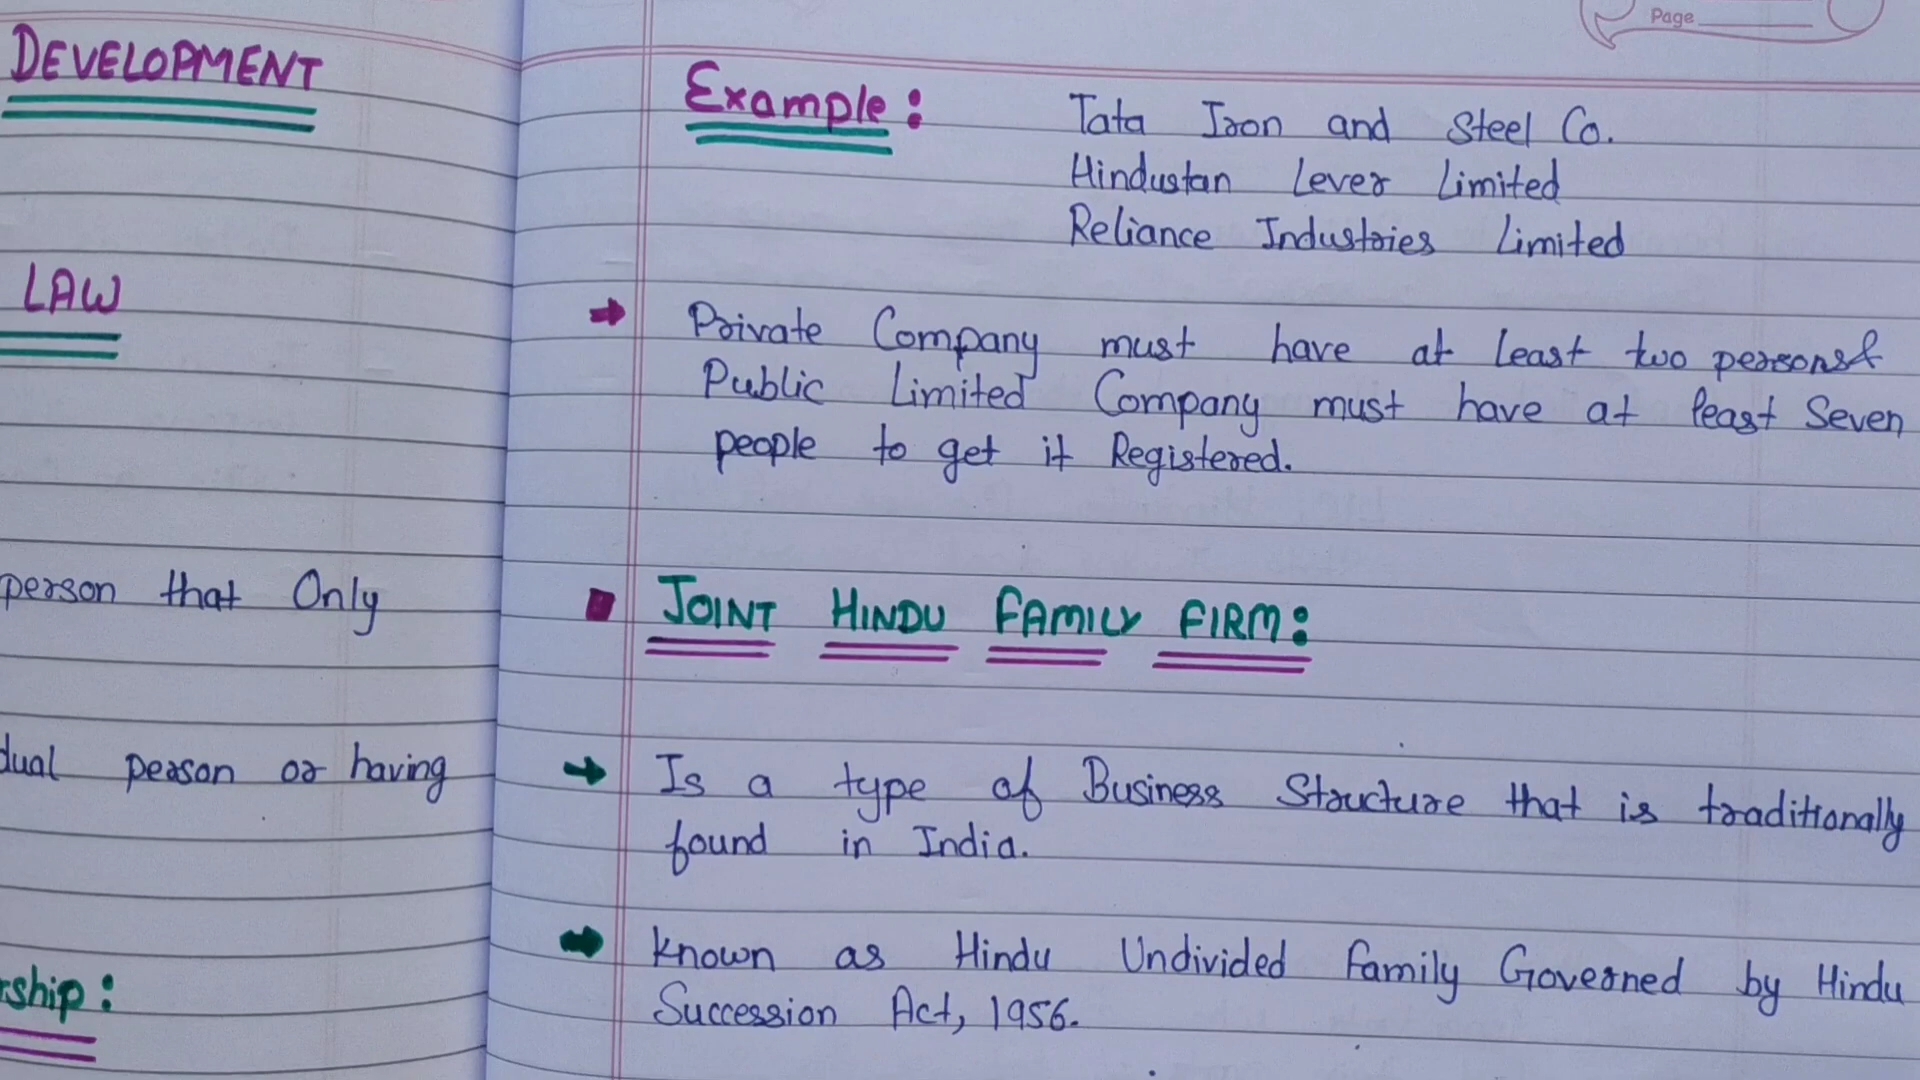 DEVELOPMENT
LAW
person that Only
dual person or having
rship:
Page
Example:
Tata Iron and Steel Co.
Hindustan Lever Limited
Reliance Industries Limited
Private Company must have at least two persons &
Public Limited Company must have at least Seven
people to get it Registered.
JOINT HINDU FAMILY FIRM:
Is a type of Business Structure that is traditionally
found in India.
Known as Hindu Undivided Family Governed by Hindu
Succession Act, 1956.